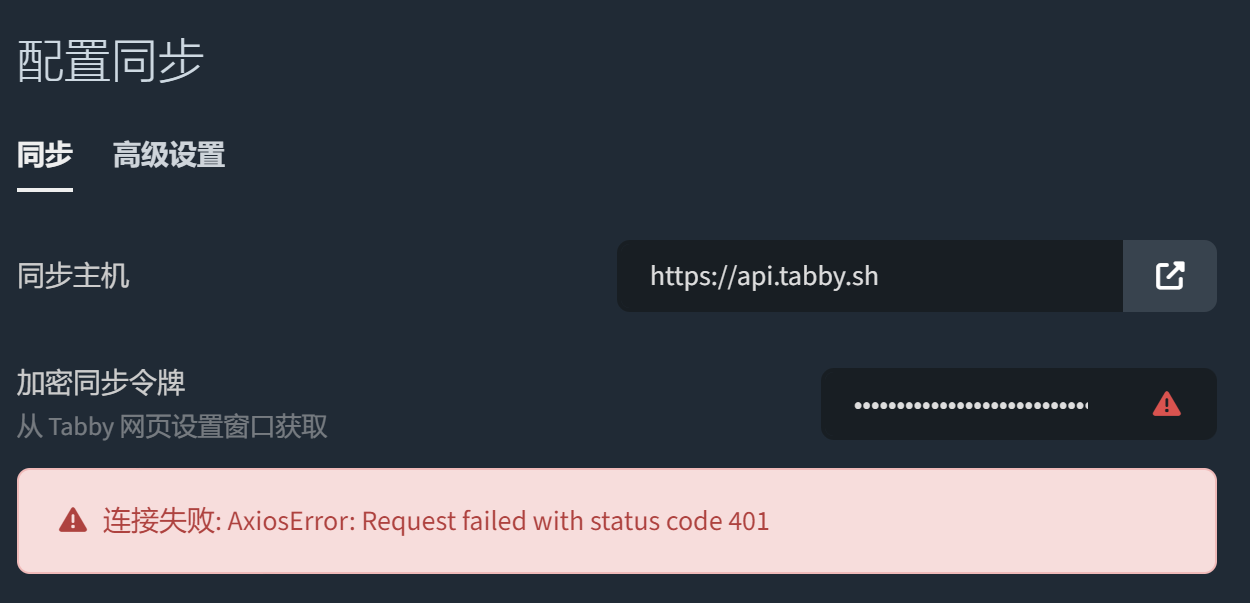 配置同步
同步 高级设置
同步主机 https://api.tabby.sh
加密同步令牌
从 Tabby 网页设置窗口获取
连接失败: AxiosError: Request failed with status code 401